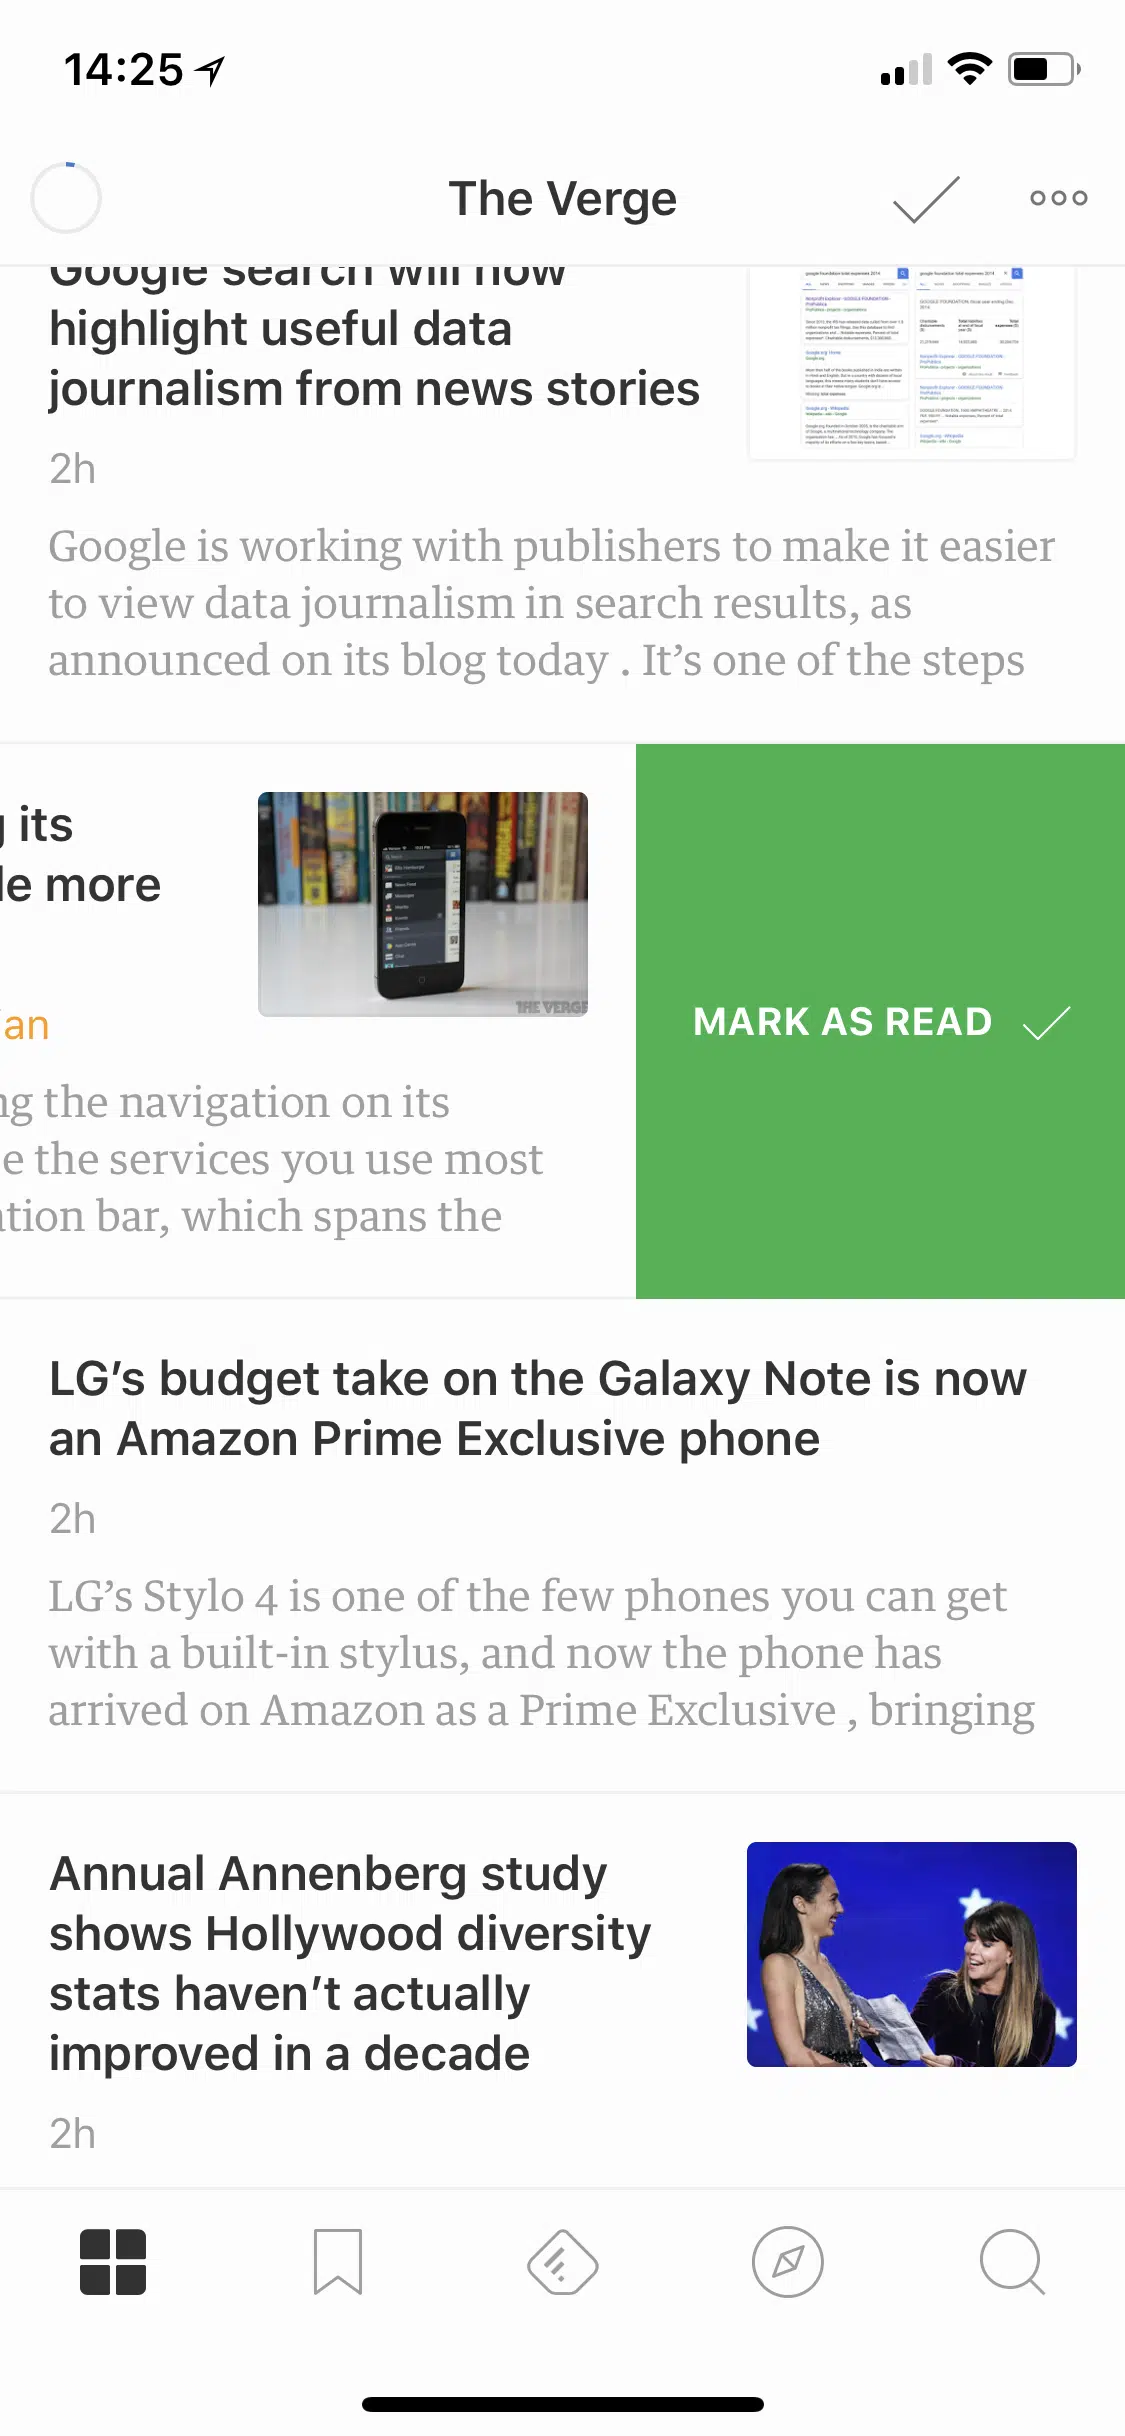 14:25
The Verge
Google search will now
highlight useful data
journalism from news stories
2h
Google is working with publishers to make it easier
to view data journalism in search results, as
announced on its blog today . It’s one of the steps
its
more
THE VERGE
MARK AS READ
the navigation on its
the services you use most
bar, which spans the
LG’s budget take on the Galaxy Note is now
an Amazon Prime Exclusive phone
2h
LG’s Stylo 4 is one of the few phones you can get
with a built-in stylus, and now the phone has
arrived on Amazon as a Prime Exclusive , bringing
Annual Annenberg study
shows Hollywood diversity
stats haven’t actually
improved in a decade
2h